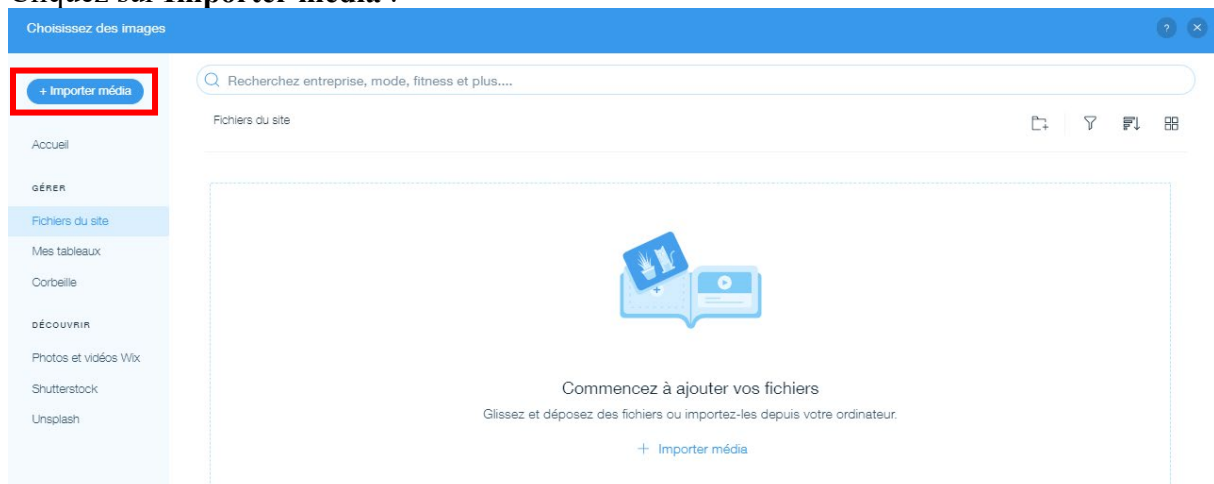 Cliquez sur Importer média :
Choisissez des images
?
+ Importer média
Recherchez entreprise, mode, fitness et plus....
Fichiers du site
Accueil
GÉRER
Fichiers du site
Mes tableaux
Corbeille
DÉCOUVRIR
Photos et vidéos Wix
Shutterstock
Unsplash
Commencez à ajouter vos fichiers
Glissez et déposez des fichiers ou importez-les depuis votre ordinateur.
+ Importer média